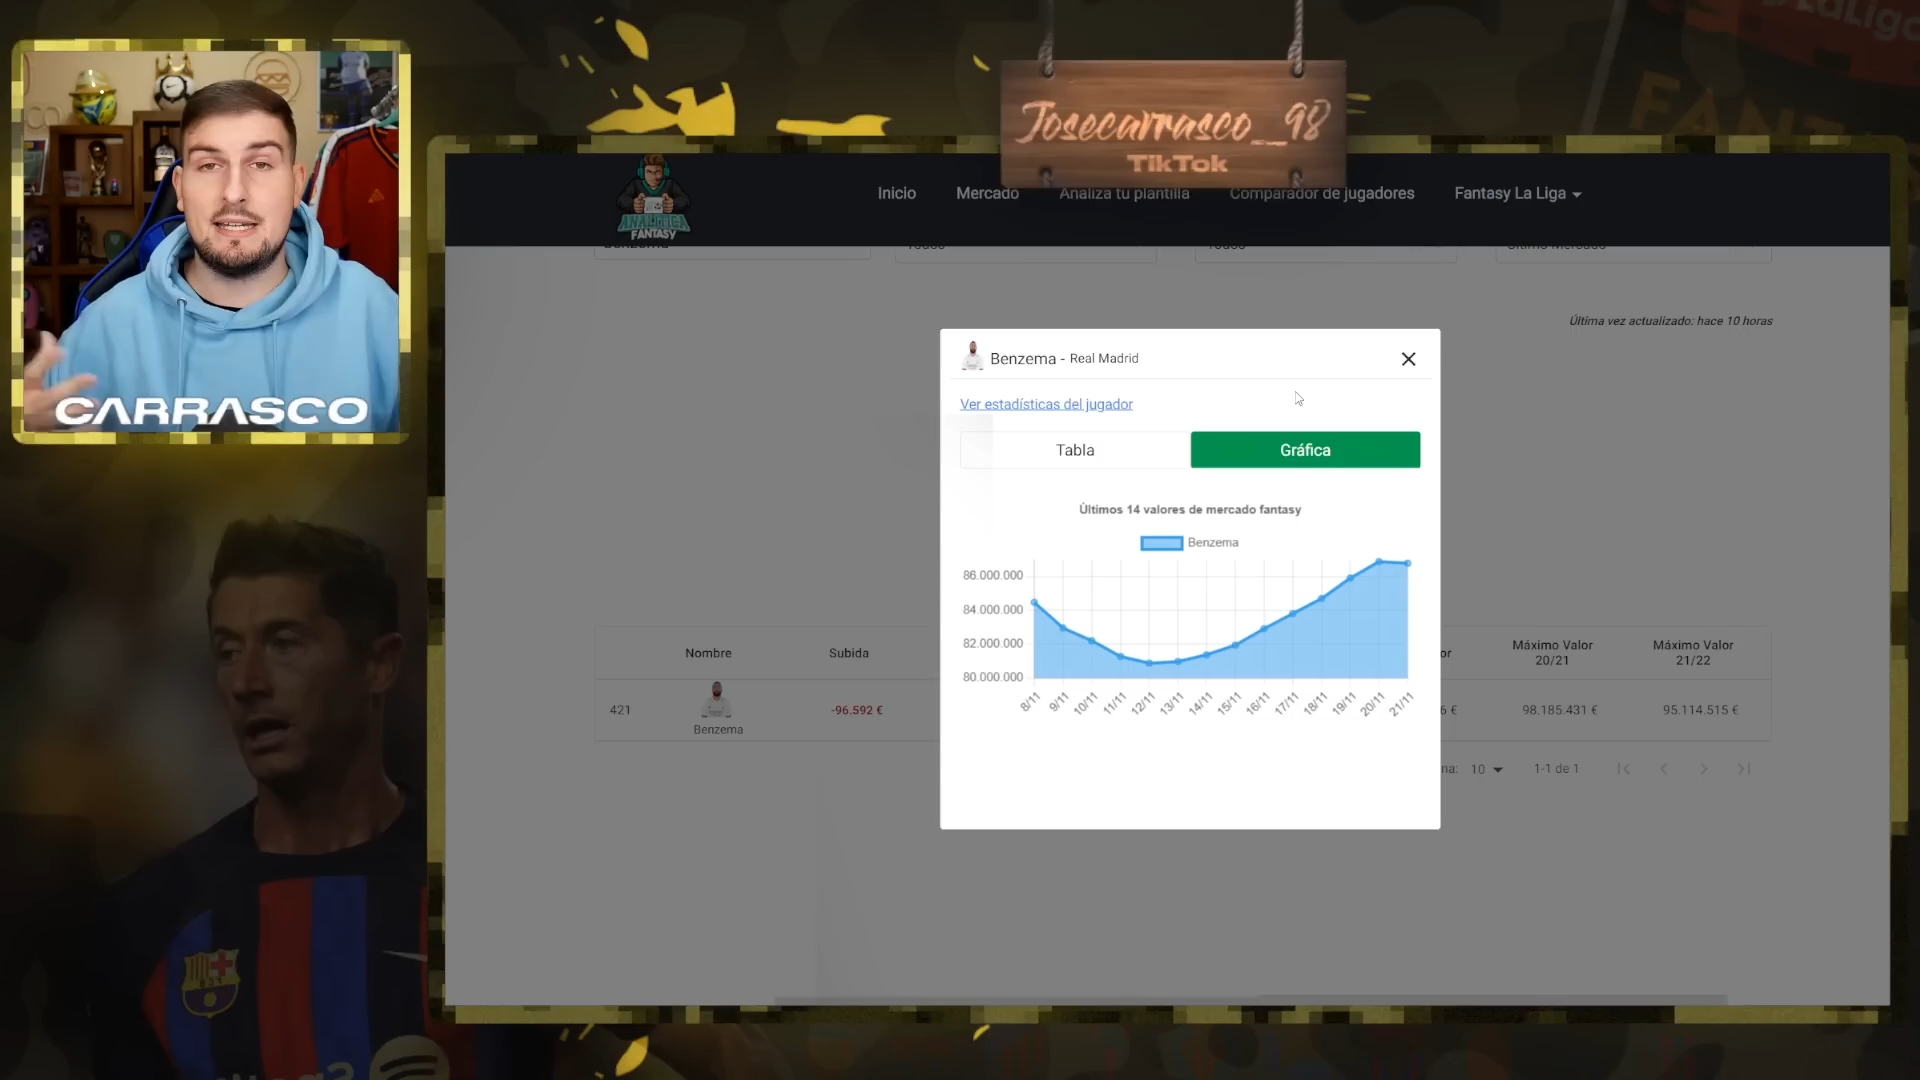 Josecarrasco_98
TikTok
ANALITICA
FANTASY
Inicio
Mercado
Analiza tu plantilla
Comparador de jugadores
Fantasy La Liga
Última vez actualizado: hace 10 horas
CARRASCO
Benzema - Real Madrid
Ver estadísticas del jugador
Tabla
Gráfica
Últimos 14 valores de mercado fantasy
Benzema
86.000.000
84.000.000
82.000.000
80.000.000
8/11 9/11 10/11 11/11 12/11 13/11 14/11 15/11 16/11 17/11 18/11 19/11 20/11 21/11
Nombre
Subida
Máximo Valor
20/21
Máximo Valor
21/22
421
Benzema
-96.592 €
6 €
98.185.431 €
95.114.515 €
10
1-1 de 1